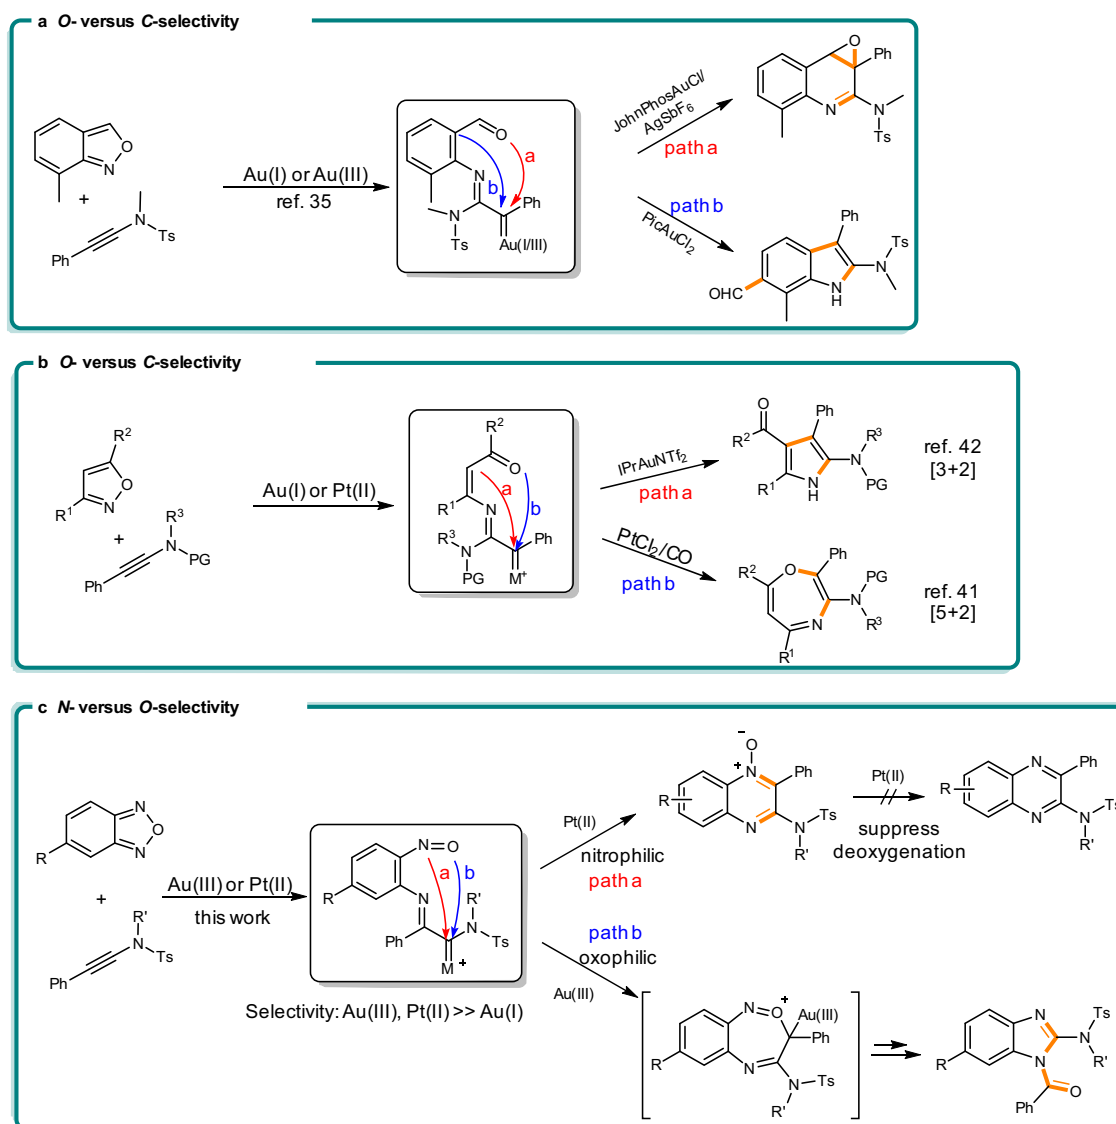 a O- versus C-selectivity
O
N
+
N
Ts
Ph
Au(I) or Au(III)
ref. 35
O
a
N
b
Ph
N
Ts
Au(I/III)
JohnPhosAuCl/
AgSbF6
path a
path b
PicAuCl2
O
Ph
N
N
Ts
Ph
Ts
N
OHC
N
H
b O- versus C-selectivity
R2
O
N
R1
+
R3
N
PG
Ph
Au(I) or Pt(II)
R2
O
a
R1
N
b
R3
N
Ph
PG
M+
IPrAuNTf2
path a
PtCl2/CO
path b
O
Ph
R2
R3
N
R1
N
H
PG
ref. 42
[3+2]
Ph
R2
O
PG
N
N
R3
R1
ref. 41
[5+2]
c N- versus O-selectivity
N
O
N
R
+
R'
N
Ts
Ph
Au(III) or Pt(II)
this work
N=O
a
b
R
N
R'
N
Ph
Ts
M+
Selectivity: Au(III), Pt(II) >> Au(I)
Pt(II)
nitrophilic
path a
path b
oxophilic
Au(III)
−
O
+
N
Ph
R
N
N
Ts
R'
Pt(II)
suppress
deoxygenation
N
Ph
R
N
N
Ts
R'
+
N=O
Au(III)
Ph
R
N
N
Ts
R'
N
Ts
N
R
N
R'
O
Ph